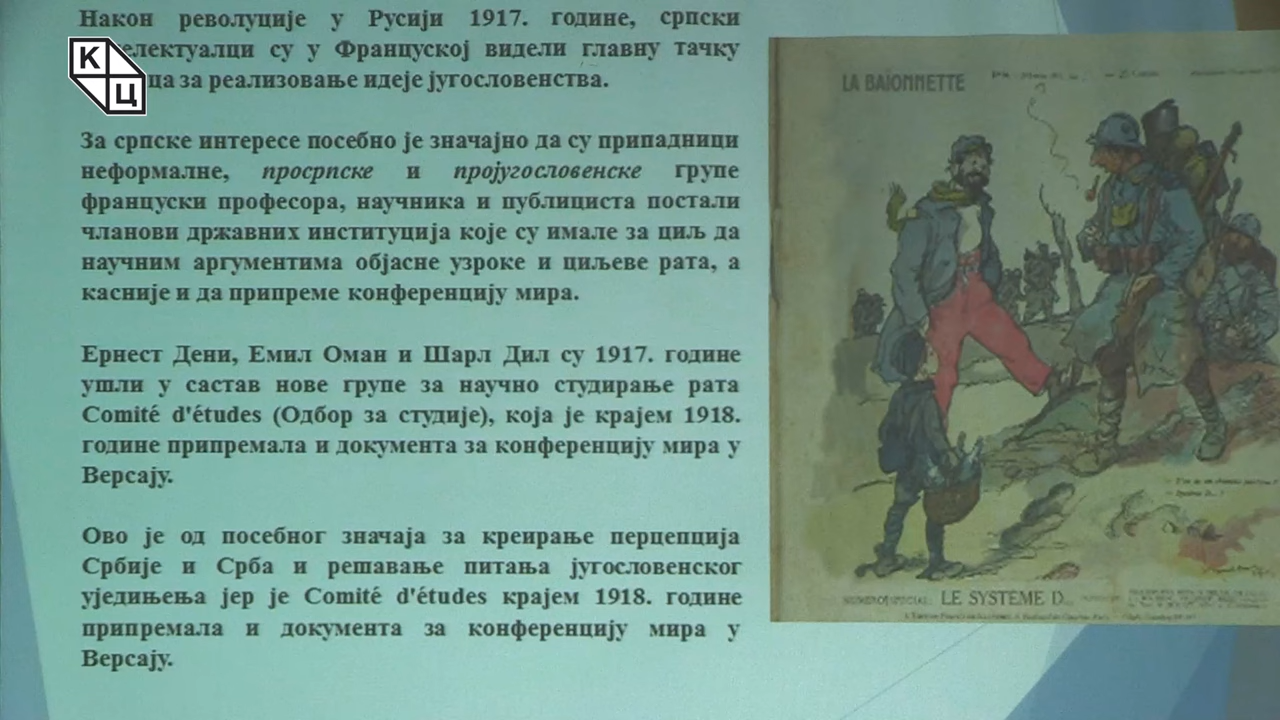 Након револуције у Русији 1917. године, српски
су у Француској видели главну тачку
за реализовање идеје југословенства.
К
Ц
За српске интересе посебно је значајно да су припадници
неформалне, просрпске и пројугословенске групе
француски професора, научника и публициста постали
чланови државних институција које су имале за циљ да
научним аргументима објасне узроке и циљеве рата, а
касније и да припреме конференцију мира.
Ернест Дени, Емил Оман и Шарл Дил су 1917. године
ушли у састав нове групе за научно студирање рата
Comité d'études (Одбор за студије), која је крајем 1918.
године припремала и документа за конференцију мира у
Версају.
Ово је од посебног значаја за креирање перцепција
Србије и Срба и решавање питања југословенског
уједињења јер је Comité d'études крајем 1918. године
припремала и документа за конференцију мира у
Версају.
LA BAÏONNETTE
NUMERO SPECIAL: LE SYSTEME D...